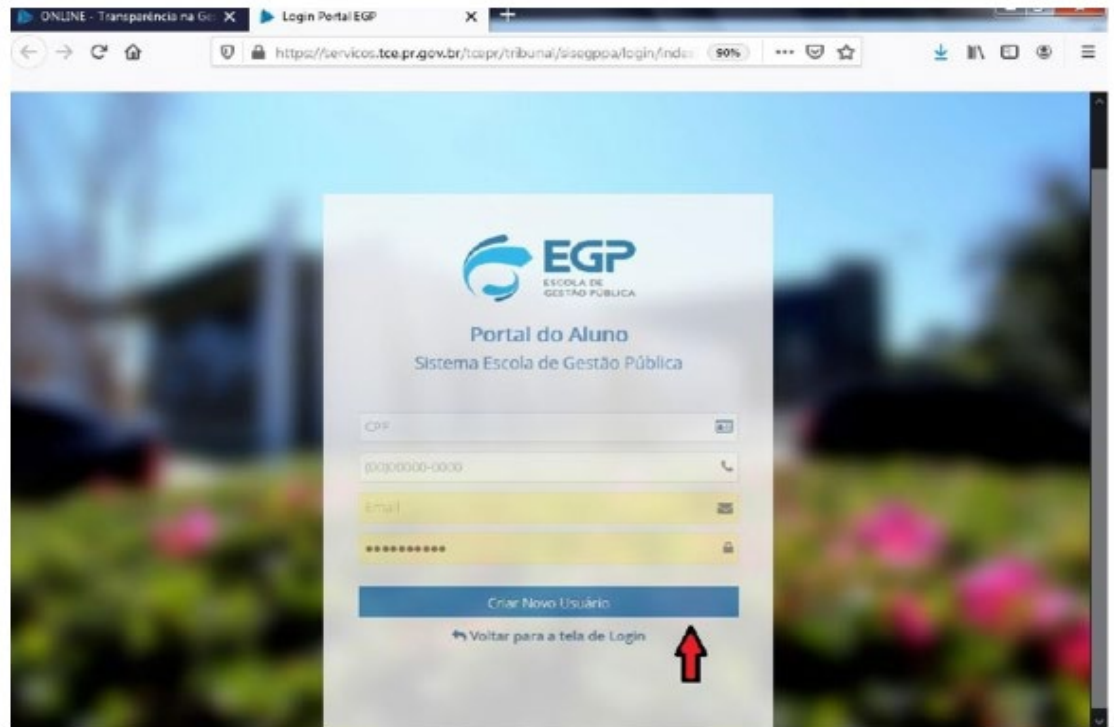 ONLINE - Transparência na Ge
Login Portal EGP
https://servicos.tce.pr.gov.br/tcepr/tribunal/sisegppa/login/index
90%
EGP
ESCOLA DE
GESTÃO PÚBLICA
Portal do Aluno
Sistema Escola de Gestão Pública
CPF
(00)00000-0000
Email
••••••••••
Criar Novo Usuário
Voltar para a tela de Login